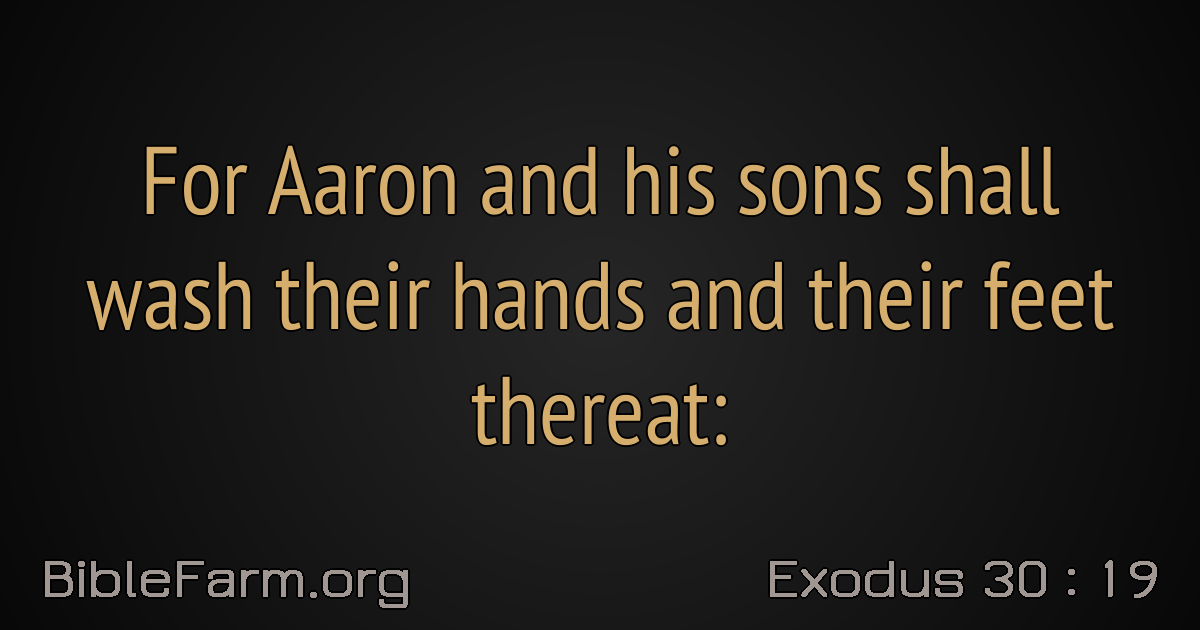 For Aaron and his sons shall
wash their hands and their feet
thereat:
BibleFarm.org
Exodus 30 : 19